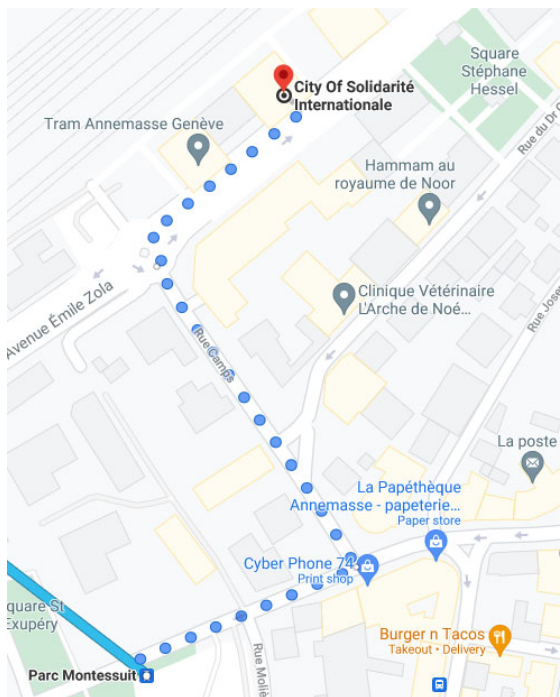 City Of Solidarité
Internationale
Square
Stéphane
Hessel
Tram Annemasse Genève
Rue du Dr
Hammam au
royaume de Noor
Clinique Vétérinaire
L'Arche de Noé...
Avenue Émile Zola
Rue Camps
Rue Jose
La poste
La Papéthèque
Annemasse - papeterie...
Paper store
Cyber Phone 74
Print shop
quare St
Exupéry
Burger n Tacos
Takeout • Delivery
Parc Montessuit
Rue Moliè